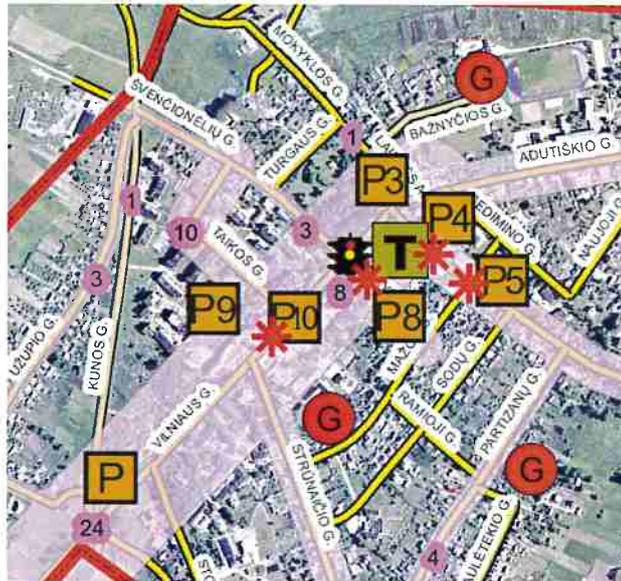 MOKYKLOS G.
G
ŠVENČIONĖLIŲ G.
TURGAUS G.
1
BAŽNYČIOS G.
ADUTIŠKIO G.
P3
1
P4
NAUJOJI G.
10
TAIKOS G.
3
T
3
8
P5
P9
P10
P8
UŽUPIO G.
KUNOS G.
SODŲ G.
VILNIAUS G.
RAMIOJI G.
PARTIZANŲ G.
G
STRŪNAIČIO G.
G
P
24
4